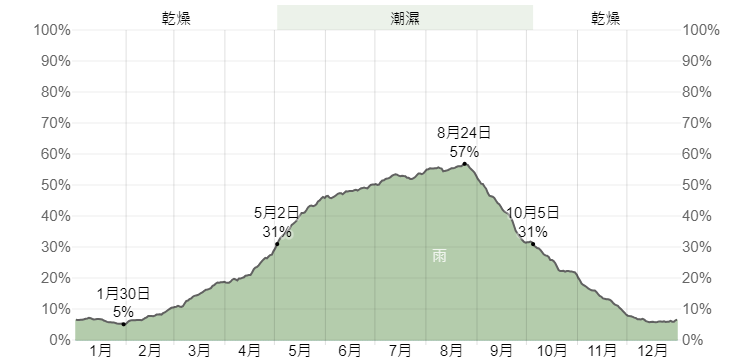 乾燥 潮濕 乾燥
100% 100%
90% 90%
80% 80%
70% 70%
8月24日
60% 60%
57%
50% 50%
5月2日 10月5日
40% 40%
31% 31%
30% 30%
雨
20% 20%
1月30日
10% 10%
5%
0% 0%
1月 2月 3月 4月 5月 6月 7月 8月 9月 10月 11月 12月